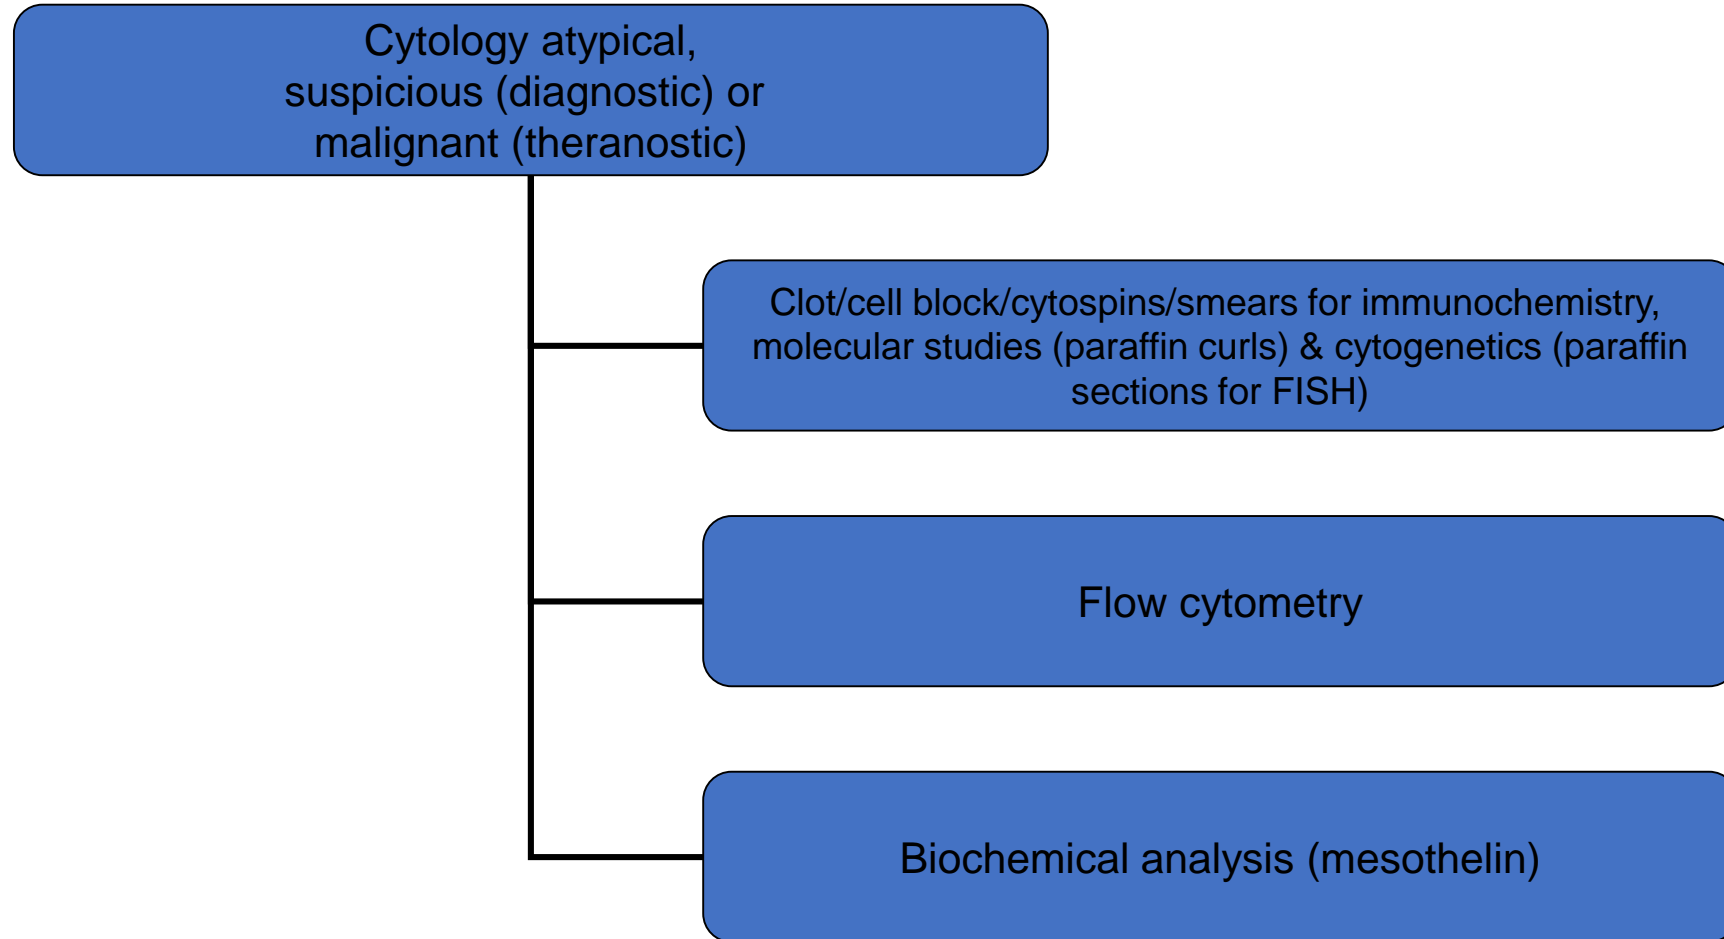 Cytology atypical,
suspicious (diagnostic) or
malignant (theranostic)
Clot/cell block/cytospins/smears for immunochemistry,
molecular studies (paraffin curls) & cytogenetics (paraffin
sections for FISH)
Flow cytometry
Biochemical analysis (mesothelin)